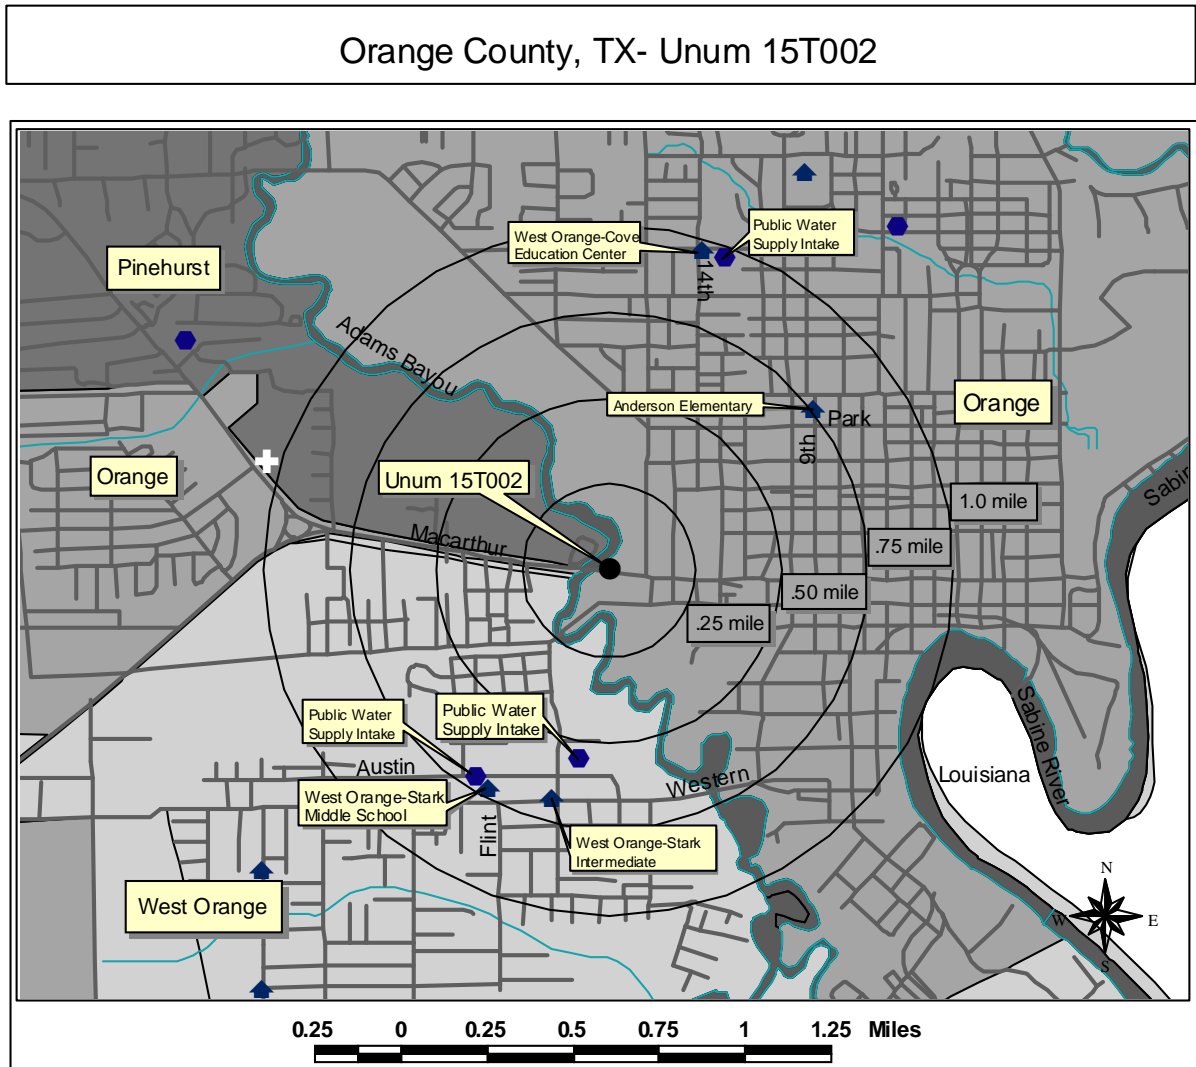 Orange County, TX- Unum 15T002
West Orange-Cove
Education Center
Public Water
Supply Intake
Pinehurst
14th
Adams Bayou
Anderson Elementary
Park
Orange
9th
Orange
Unum 15T002
Sabin
1.0 mile
Macarthur
.75 mile
.50 mile
.25 mile
Public Water
Supply Intake
Public Water
Supply Intake
Sabine River
Austin
Western
Louisiana
West Orange-Stark
Middle School
Flint
West Orange-Stark
Intermediate
West Orange
N
W
E
S
0.25 0 0.25 0.5 0.75 1 1.25 Miles